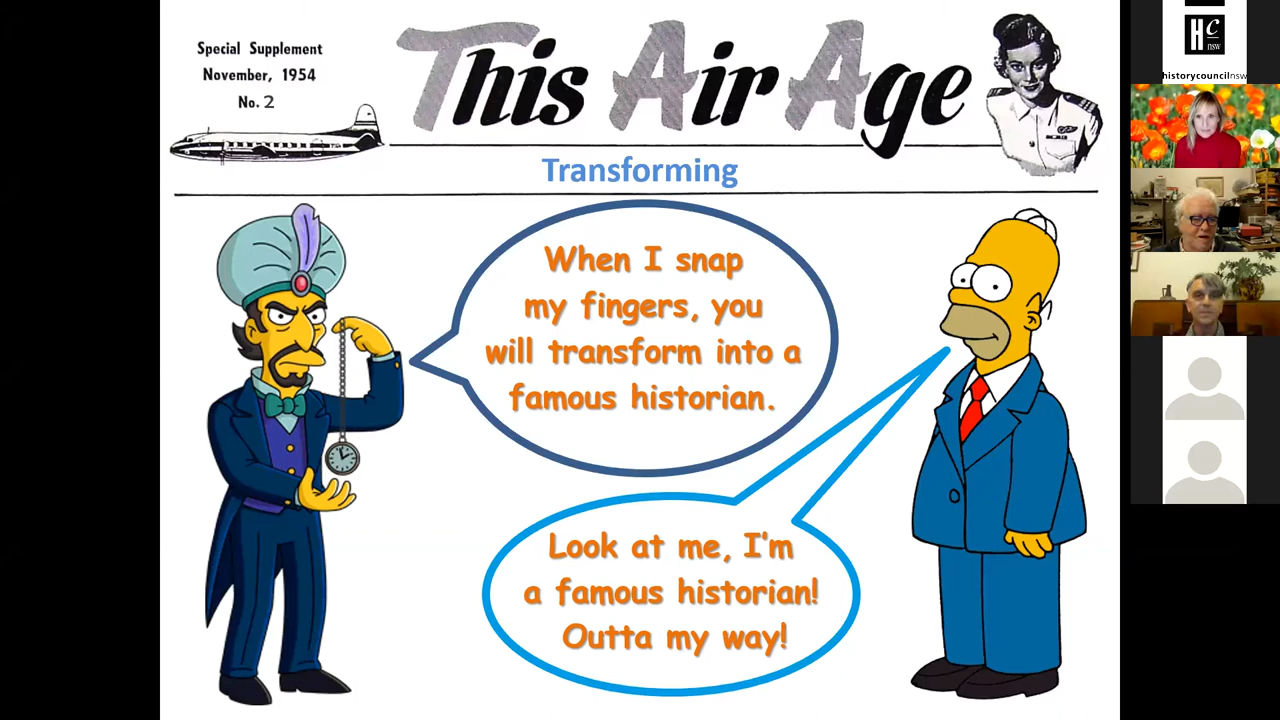 Special Supplement
November, 1954
No. 2
This Air Age
Transforming
When I snap
my fingers, you
will transform into a
famous historian.
Look at me, I'm
a famous historian!
Outta my way!
Hc
nsw
historycouncilnsw